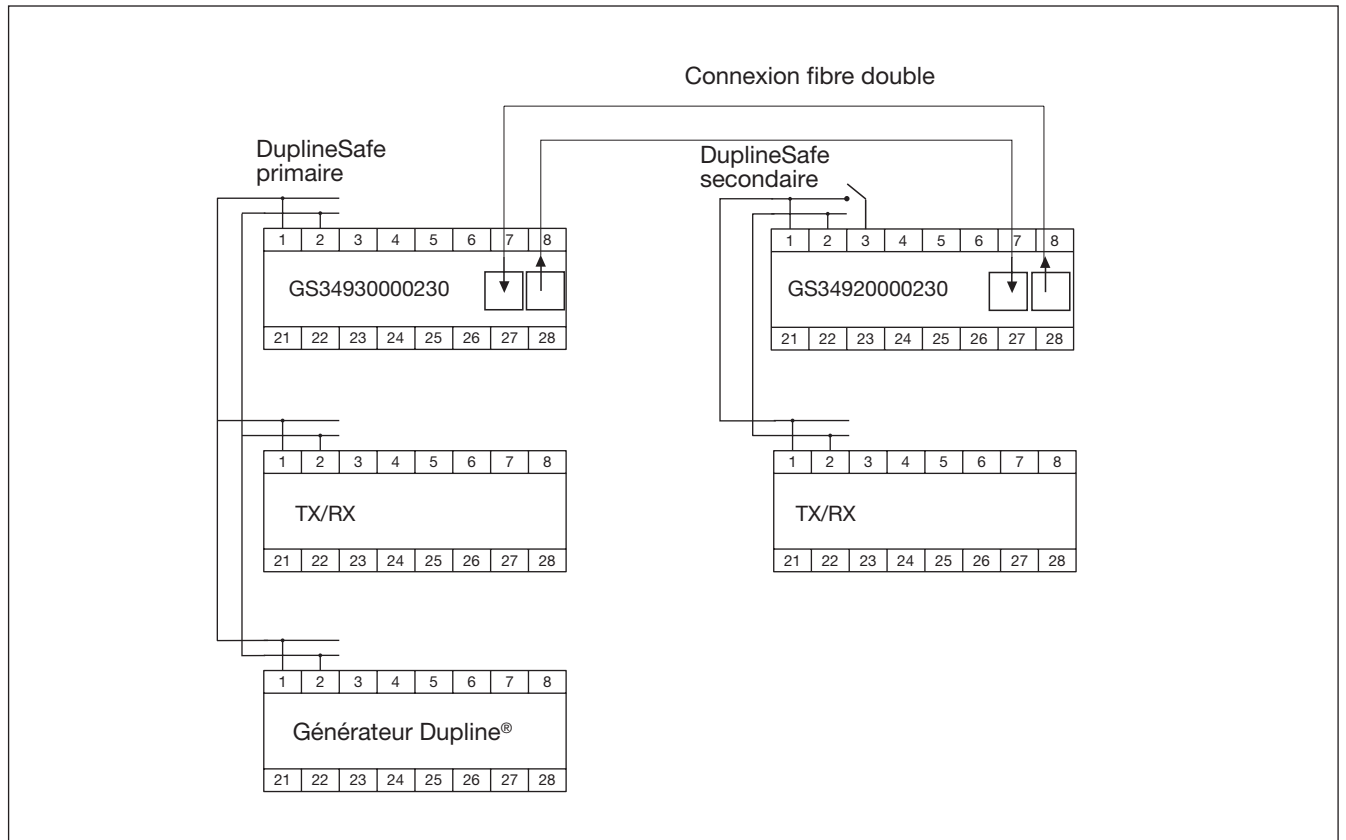 Connexion fibre double
DuplineSafe
primaire
DuplineSafe
secondaire
1 2 3 4 5 6 7 8
GS34930000230
21 22 23 24 25 26 27 28
1 2 3 4 5 6 7 8
GS34920000230
21 22 23 24 25 26 27 28
1 2 3 4 5 6 7 8
TX/RX
21 22 23 24 25 26 27 28
1 2 3 4 5 6 7 8
TX/RX
21 22 23 24 25 26 27 28
1 2 3 4 5 6 7 8
Générateur Dupline®
21 22 23 24 25 26 27 28